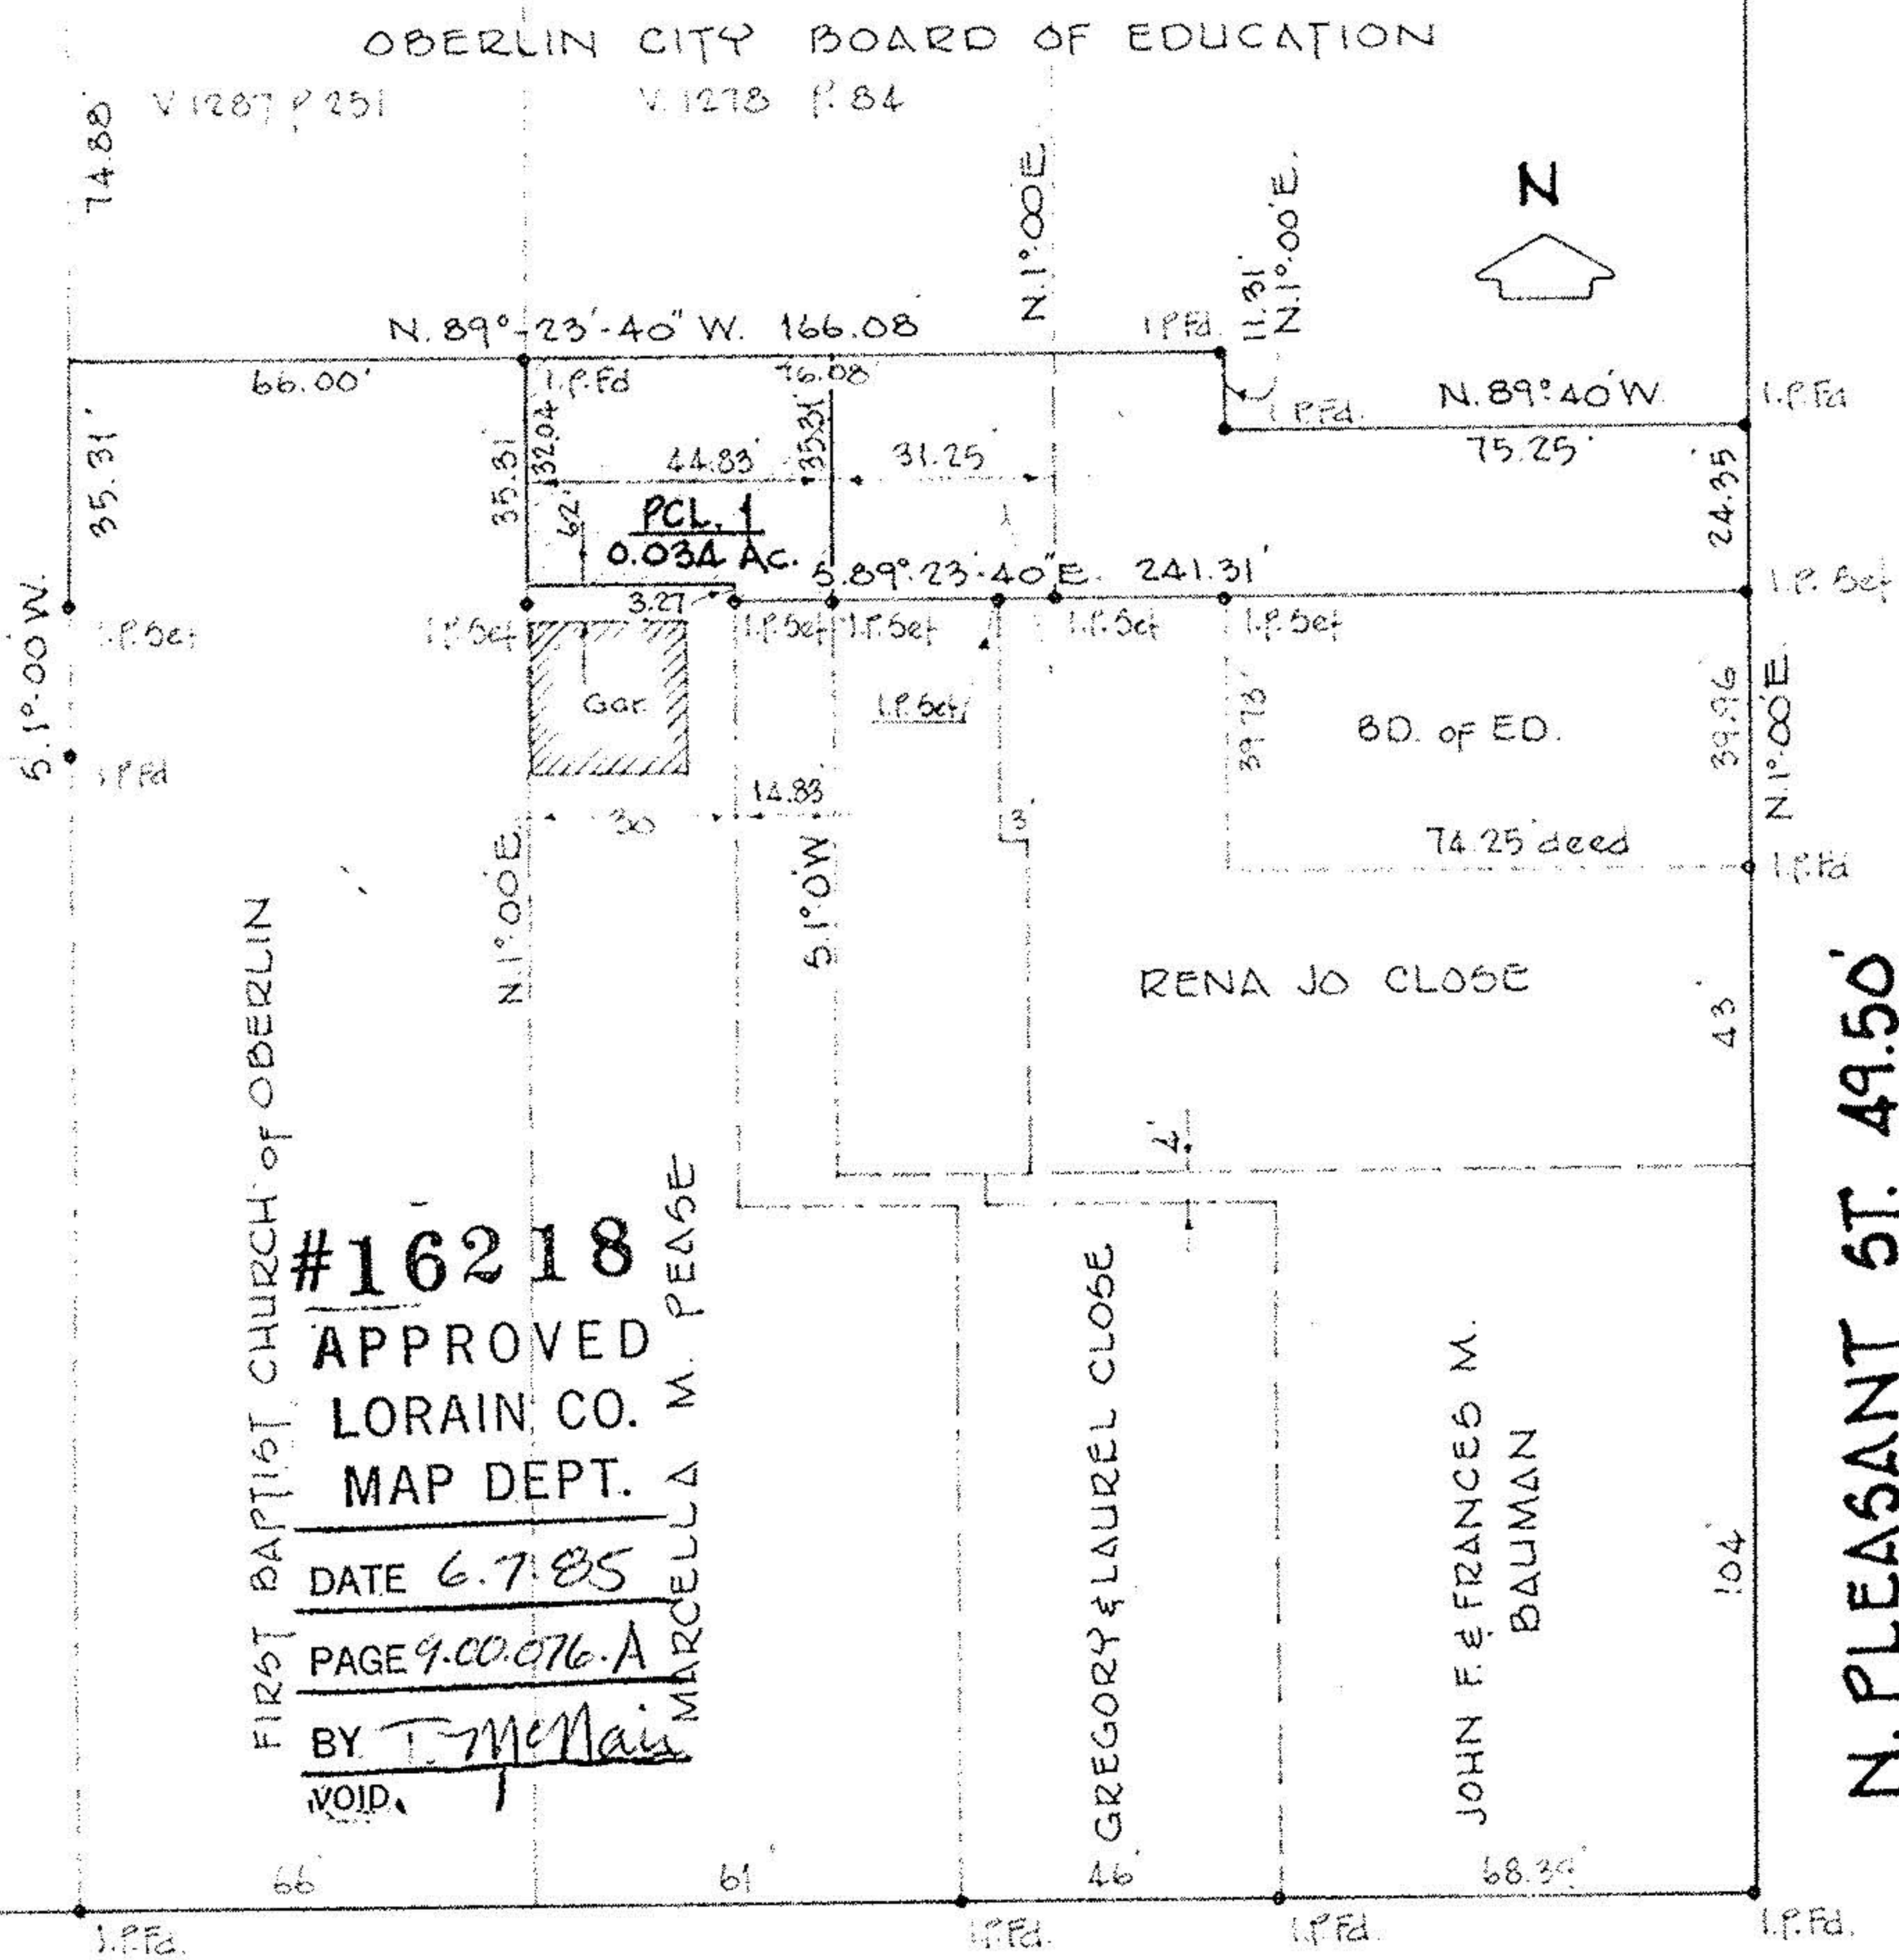 OBERLIN CITY BOARD OF EDUCATION
V. 1287 P. 251
V. 1278 P. 84
74.88'
N. 1°.00'E.
11.31'
N. 1°.00'E.
N
N. 89°-23'-40" W. 166.08'
I.P.Fd.
66.00'
I.P.Fd
76.08'
I.P.Fd.
N. 89°40'W.
I.P.Fd
75.25'
35.31'
35.31'
32.04
44.83'
35.31'
31.25'
24.35'
.62'
PCL. 1
0.034 Ac.
S. 89°.23'.40"E. 241.31'
3.27
I.P. Set
I.P. Set
I.P. Set
I.P. Set
I.P. Set
I.P. Set
I.P. Set
S. 1°.00'W.
Gar.
I.P. Set
39.73'
BD. of ED.
39.96
N. 1°.00'E.
I.P.Fd
14.83'
30
3'
74.25' deed
I.P.Fd
N. 1°.00'E.
S. 1°.0'W.
RENA JO CLOSE
43'
4'
FIRST BAPTIST CHURCH of OBERLIN
MARCELLA M. PEASE
GREGORY & LAUREL CLOSE
JOHN F. & FRANCES M.
BAUMAN
104'
N. PLEASANT ST. 49.50'
#16218
APPROVED
LORAIN CO.
MAP DEPT.
DATE 6.7.85
PAGE 9.00.076.A
BY T. McNair
VOID
66'
61'
46'
68.39'
I.P.Fd.
I.P.Fd.
I.P.Fd.
I.P.Fd.